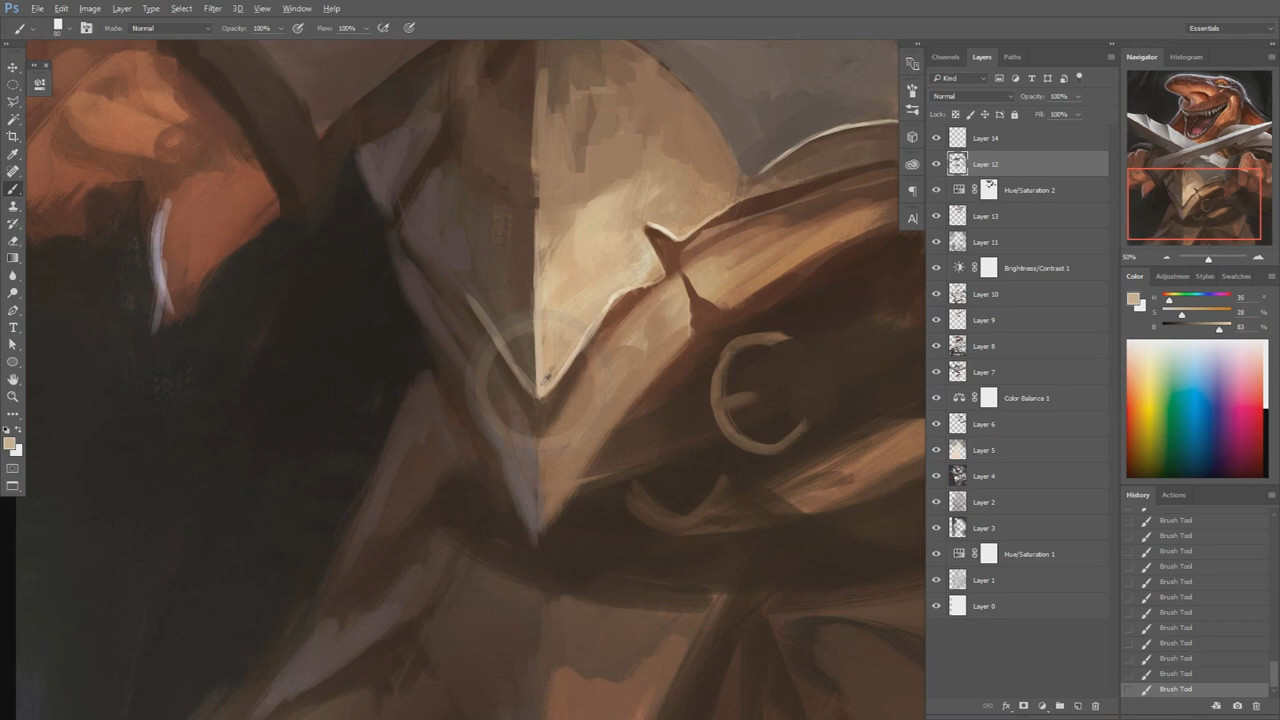 Ps File Edit Image Layer Type Select Filter 3D View Window Help
80 Mode: Normal Opacity: 100% Flow: 100% Essentials
Channels Layers Paths
Navigator Histogram
Kind
Normal Opacity: 100%
Lock: Fill: 100%
Layer 14
Layer 12
Hue/Saturation 2
Layer 13
Layer 11
Brightness/Contrast 1
Layer 10
Layer 9
Layer 8
Layer 7
Color Balance 1
Layer 6
Layer 5
Layer 4
Layer 2
Layer 3
Hue/Saturation 1
Layer 1
Layer 0
fx
50%
Color Adjustmer Styles Swatches
H 35 °
S 28 %
B 83 %
History Actions
Brush Tool
Brush Tool
Brush Tool
Brush Tool
Brush Tool
Brush Tool
Brush Tool
Brush Tool
Brush Tool
Brush Tool
Brush Tool
Brush Tool